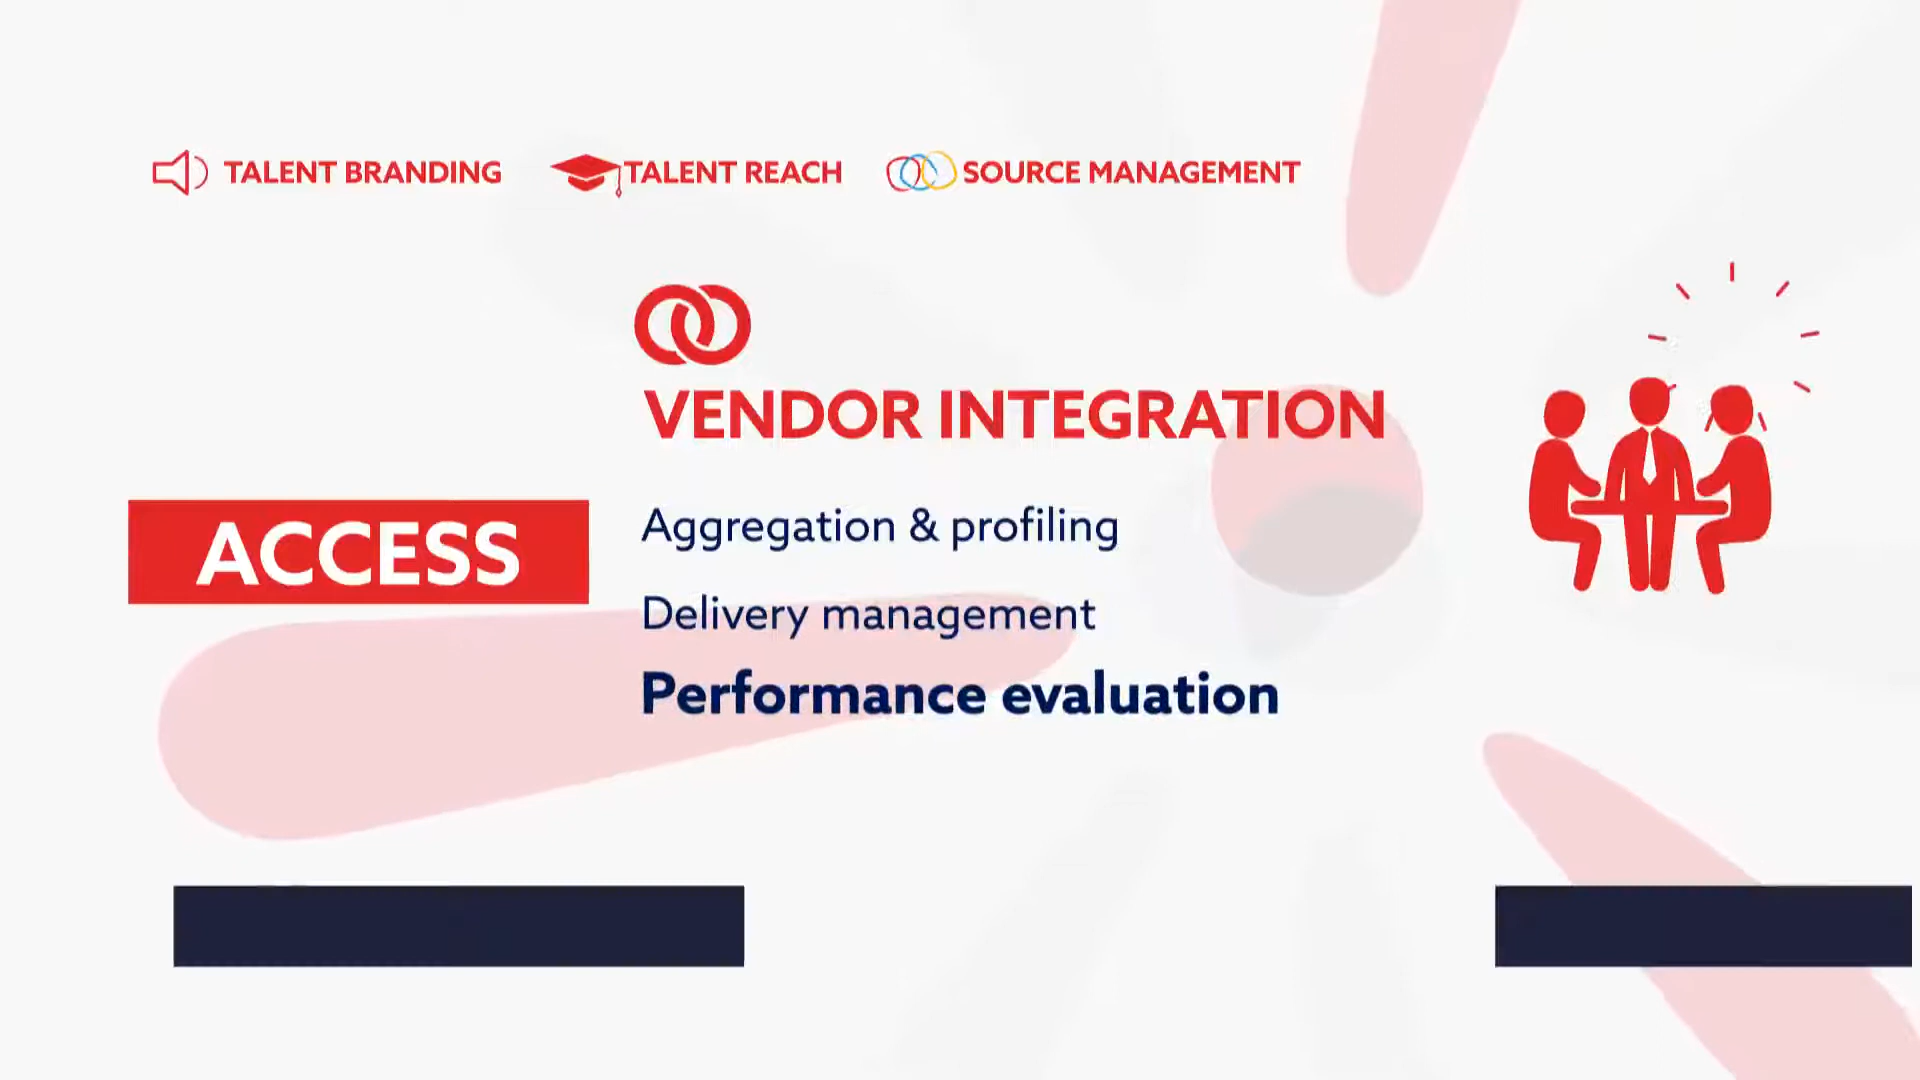 TALENT BRANDING
TALENT REACH
SOURCE MANAGEMENT
VENDOR INTEGRATION
ACCESS
Aggregation & profiling
Delivery management
Performance evaluation